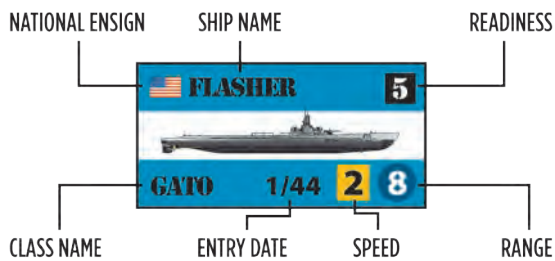 NATIONAL ENSIGN SHIP NAME READINESS
FLASHER 5
GATO 1/44 2 8
CLASS NAME ENTRY DATE SPEED RANGE